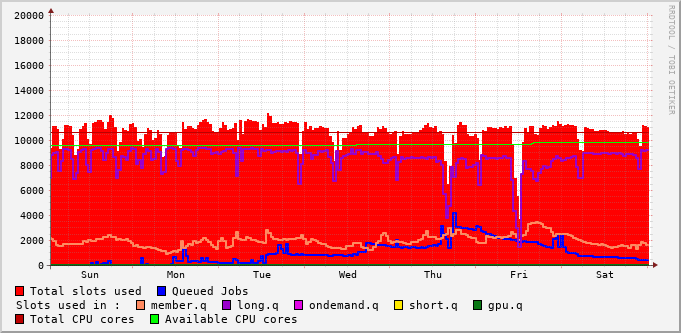 RRDTOOL / TOBI OETIKER
20000
18000
16000
14000
12000
10000
8000
6000
4000
2000
0
Sun Mon Tue Wed Thu Fri Sat
Total slots used Queued Jobs
Slots used in : member.q long.q ondemand.q short.q gpu.q
Total CPU cores Available CPU cores